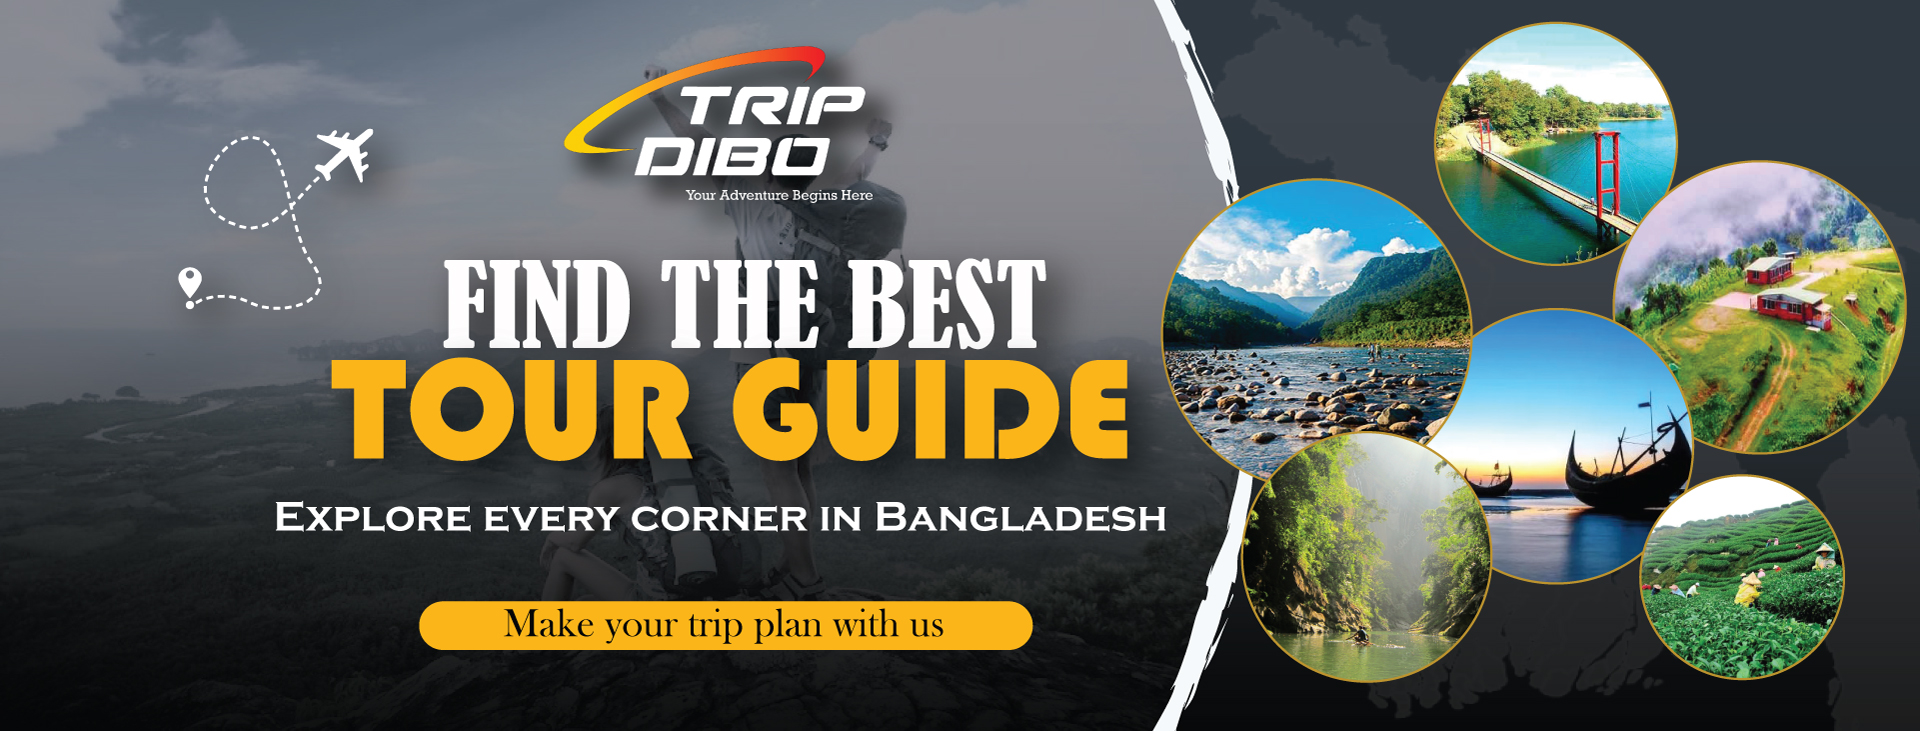 TRIP
DIBO
Your Adventure Begins Here
FIND THE BEST
TOUR GUIDE
EXPLORE EVERY CORNER IN BANGLADESH
Make your trip plan with us